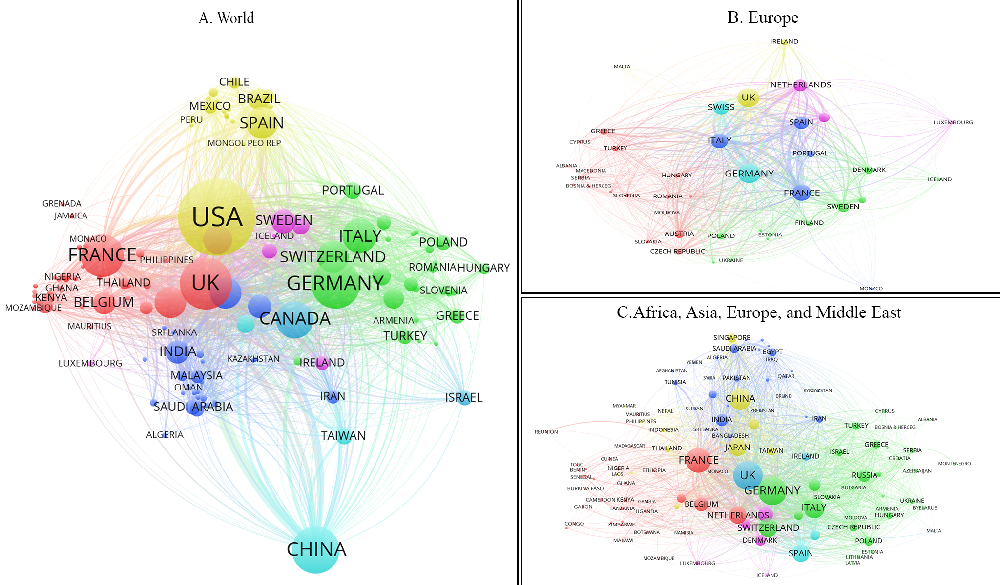 A. World
CHILE
BRAZIL
MEXICO
PERU
SPAIN
MONGOL PEO REP
PORTUGAL
GRENADA
JAMAICA
USA
SWEDEN
ICELAND
ITALY
POLAND
MONACO
FRANCE
PHILIPPINES
SWITZERLAND
ROMANIA
HUNGARY
NIGERIA
THAILAND
UK
GERMANY
GHANA
SLOVENIA
KENYA
BELGIUM
MOZAMBIQUE
CANADA
ARMENIA
GREECE
MAURITIUS
SRI LANKA
TURKEY
INDIA
LUXEMBOURG
KAZAKHSTAN
IRELAND
MALAYSIA
OMAN
IRAN
ISRAEL
SAUDI ARABIA
ALGERIA
TAIWAN
CHINA
B. Europe
IRELAND
MALTA
NETHERLANDS
UK
SWISS
SPAIN
LUXEMBOURG
GREECE
CYPRUS
ITALY
TURKEY
PORTUGAL
ALBANIA
MACEDONIA
SERBIA
HUNGARY
GERMANY
DENMARK
ICELAND
BOSNIA & HERCEG
SLOVENIA
ROMANIA
FRANCE
MOLDOVA
SWEDEN
FINLAND
AUSTRIA
POLAND
ESTONIA
SLOVAKIA
CZECH REPUBLIC
UKRAINE
MONACO
C.Africa, Asia, Europe, and Middle East
SINGAPORE
SAUDI ARABIA
EGYPT
ALGERIA
IRAQ
YEMEN
AFGHANISTAN
SYRIA
PAKISTAN
QATAR
TUNISIA
KYRGYZSTAN
CHINA
BRUNEI
MYANMAR
SUDAN
NEPAL
UZBEKISTAN
CYPRUS
MAURITIUS
PHILIPPINES
INDIA
IRAN
ALBANIA
REUNION
INDONESIA
SRI LANKA
TURKEY
BOSNIA & HERCEG
BANGLADESH
MADAGASCAR
THAILAND
JAPAN
TAIWAN
GREECE
SERBIA
IRELAND
ISRAEL
GUINEA
FRANCE
CROATIA
MONTENEGRO
TOGO
BENIN
NIGERIA
LAOS
ETHIOPIA
MONACO
UK
RUSSIA
AZERBAIJAN
SENEGAL
GHANA
BURKINA FASO
GERMANY
BULGARIA
CAMEROON
KENYA
GAMBIA
BELGIUM
SLOVAKIA
UKRAINE
GABON
TANZANIA
UGANDA
ITALY
ARMENIA
BYELARUS
NETHERLANDS
MOLDOVA
HUNGARY
CONGO
ZIMBABWE
SWITZERLAND
CZECH REPUBLIC
MALTA
BOTSWANA
NAMIBIA
MALAWI
DENMARK
POLAND
MOZAMBIQUE
SPAIN
ESTONIA
LITHUANIA
LUXEMBOURG
LATVIA
ICELAND